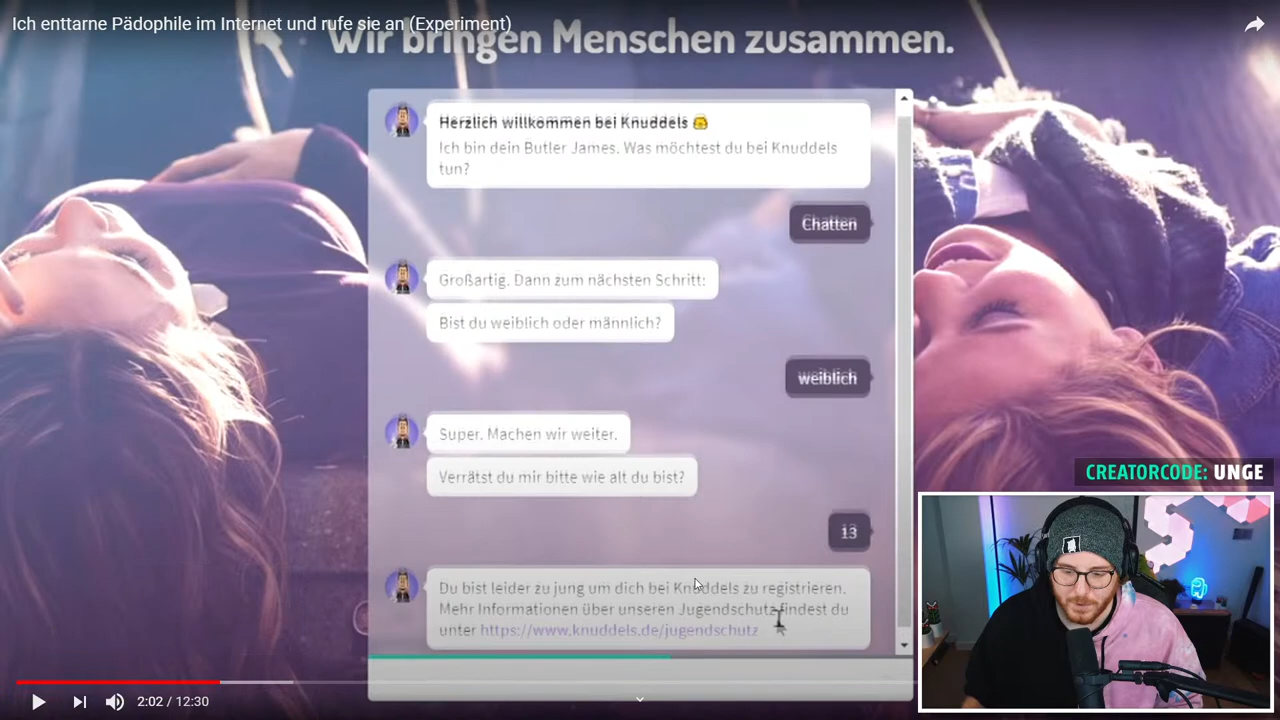 Ich enttarne Pädophile im Internet und rufe sie an (Experiment)
Wir bringen Menschen zusammen.
Herzlich willkommen bei Knuddels
Ich bin dein Butler James. Was möchtest du bei Knuddels
tun?
Chatten
Großartig. Dann zum nächsten Schritt:
Bist du weiblich oder männlich?
weiblich
Super. Machen wir weiter.
Verrätst du mir bitte wie alt du bist?
13
Du bist leider zu jung um dich bei Knuddels zu registrieren.
Mehr Informationen über unseren Jugendschutz findest du
unter https://www.knuddels.de/jugendschutz
CREATORCODE: UNGE
2:02 / 12:30